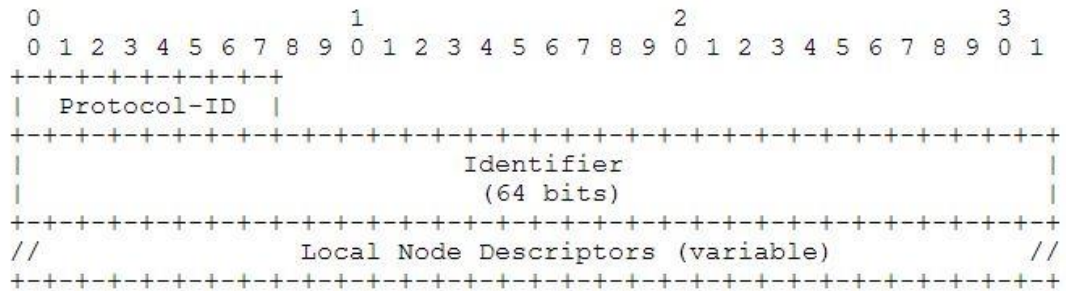 0                   1                   2                   3
 0 1 2 3 4 5 6 7 8 9 0 1 2 3 4 5 6 7 8 9 0 1 2 3 4 5 6 7 8 9 0 1
+-+-+-+-+-+-+-+-+
|  Protocol-ID  |
+-+-+-+-+-+-+-+-+-+-+-+-+-+-+-+-+-+-+-+-+-+-+-+-+-+-+-+-+-+-+-+-+
|                           Identifier                          |
|                            (64 bits)                          |
+-+-+-+-+-+-+-+-+-+-+-+-+-+-+-+-+-+-+-+-+-+-+-+-+-+-+-+-+-+-+-+-+
//                Local Node Descriptors (variable)            //
+-+-+-+-+-+-+-+-+-+-+-+-+-+-+-+-+-+-+-+-+-+-+-+-+-+-+-+-+-+-+-+-+